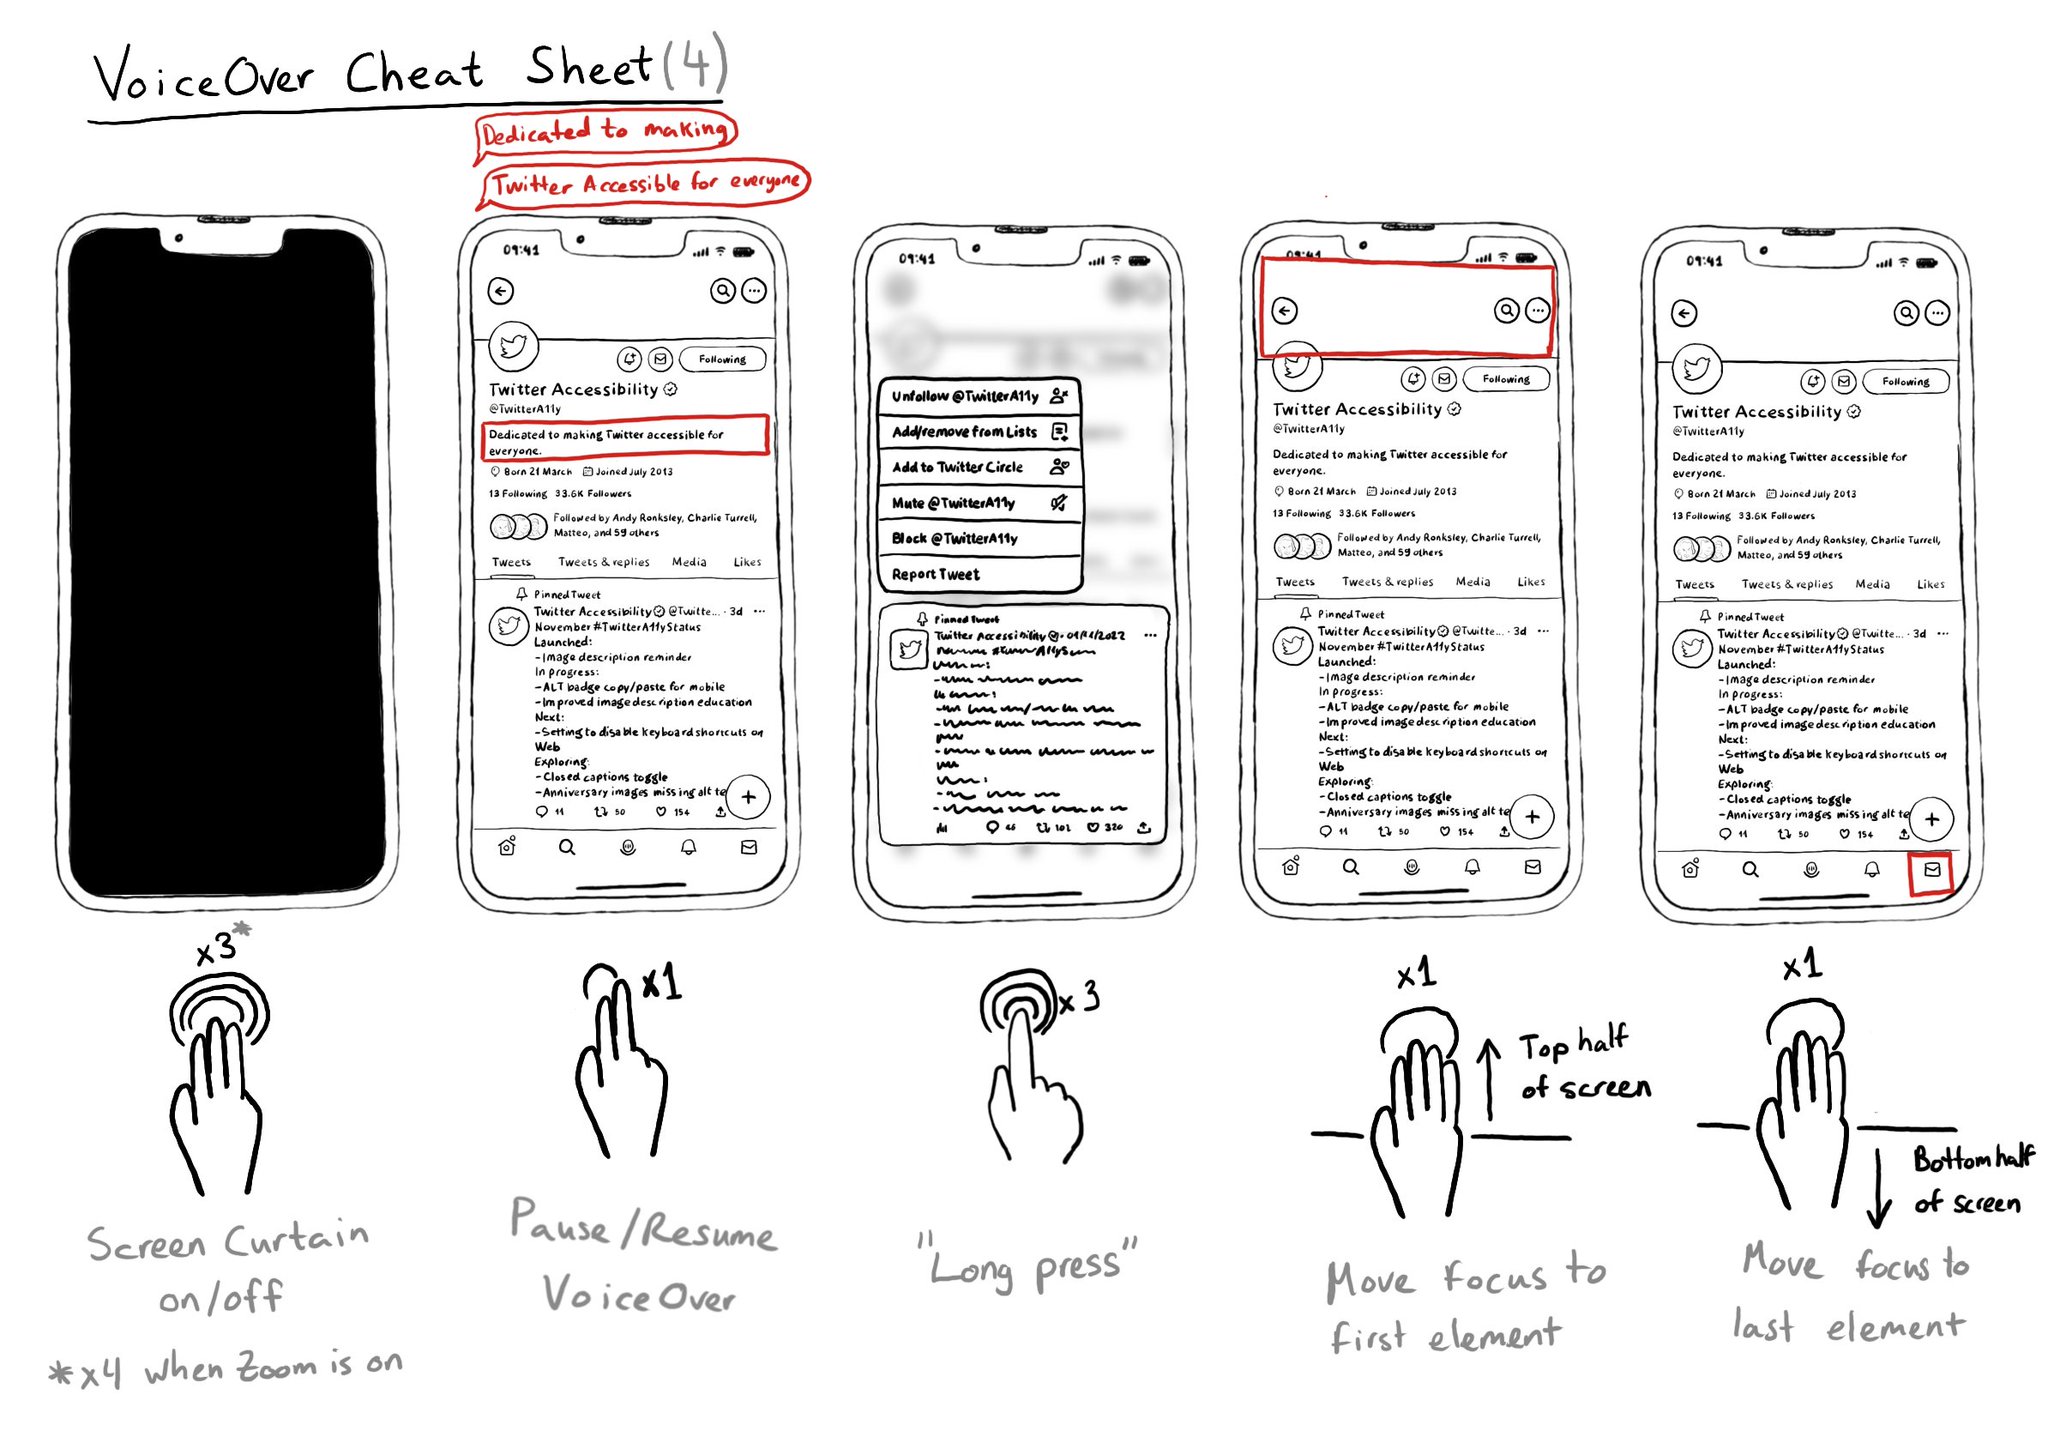 VoiceOver Cheat Sheet (4)
Dedicated to making
Twitter Accessible for everyone
09:41
Following
Twitter Accessibility
@TwitterA11y
Dedicated to making Twitter accessible for
everyone.
Born 21 March Joined July 2013
13 Following 33.6K Followers
Followed by Andy Ronksley, Charlie Turrell,
Matteo, and 59 others
Tweets Tweets & replies Media Likes
Pinned Tweet
Twitter Accessibility @Twitte... · 3d ...
November #TwitterA11yStatus
Launched:
-Image description reminder
In progress:
-ALT badge copy/paste for mobile
-Improved image description education
Next:
-Setting to disable keyboard shortcuts on
Web
Exploring:
-Closed captions toggle
-Anniversary images missing alt te
11 50 154
09:41
Unfollow @TwitterA11y
Add/remove from Lists
Add to Twitter Circle
Mute @TwitterA11y
Block @TwitterA11y
Report Tweet
Pinned Tweet
Twitter Accessibility
102 320
09:41
Following
Twitter Accessibility
@TwitterA11y
Dedicated to making Twitter accessible for
everyone.
Born 21 March Joined July 2013
13 Following 33.6K Followers
Followed by Andy Ronksley, Charlie Turrell,
Matteo, and 59 others
Tweets Tweets & replies Media Likes
Pinned Tweet
Twitter Accessibility @Twitte... · 3d ...
November #TwitterA11yStatus
Launched:
-Image description reminder
In progress:
-ALT badge copy/paste for mobile
-Improved image description education
Next:
-Setting to disable keyboard shortcuts on
Web
Exploring:
-Closed captions toggle
-Anniversary images missing alt te
11 50 154
09:41
Following
Twitter Accessibility
@TwitterA11y
Dedicated to making Twitter accessible for
everyone.
Born 21 March Joined July 2013
13 Following 33.6K Followers
Followed by Andy Ronksley, Charlie Turrell,
Matteo, and 59 others
Tweets Tweets & replies Media Likes
Pinned Tweet
Twitter Accessibility @Twitte... · 3d ...
November #TwitterA11yStatus
Launched:
-Image description reminder
In progress:
-ALT badge copy/paste for mobile
-Improved image description education
Next:
-Setting to disable keyboard shortcuts on
Web
Exploring:
-Closed captions toggle
-Anniversary images missing alt te
11 50 154
x3*
Screen Curtain
on/off
*x4 when Zoom is on
x1
Pause/Resume
VoiceOver
x3
"Long press"
x1
Top half
of screen
Move focus to
first element
x1
Bottom half
of screen
Move focus to
last element